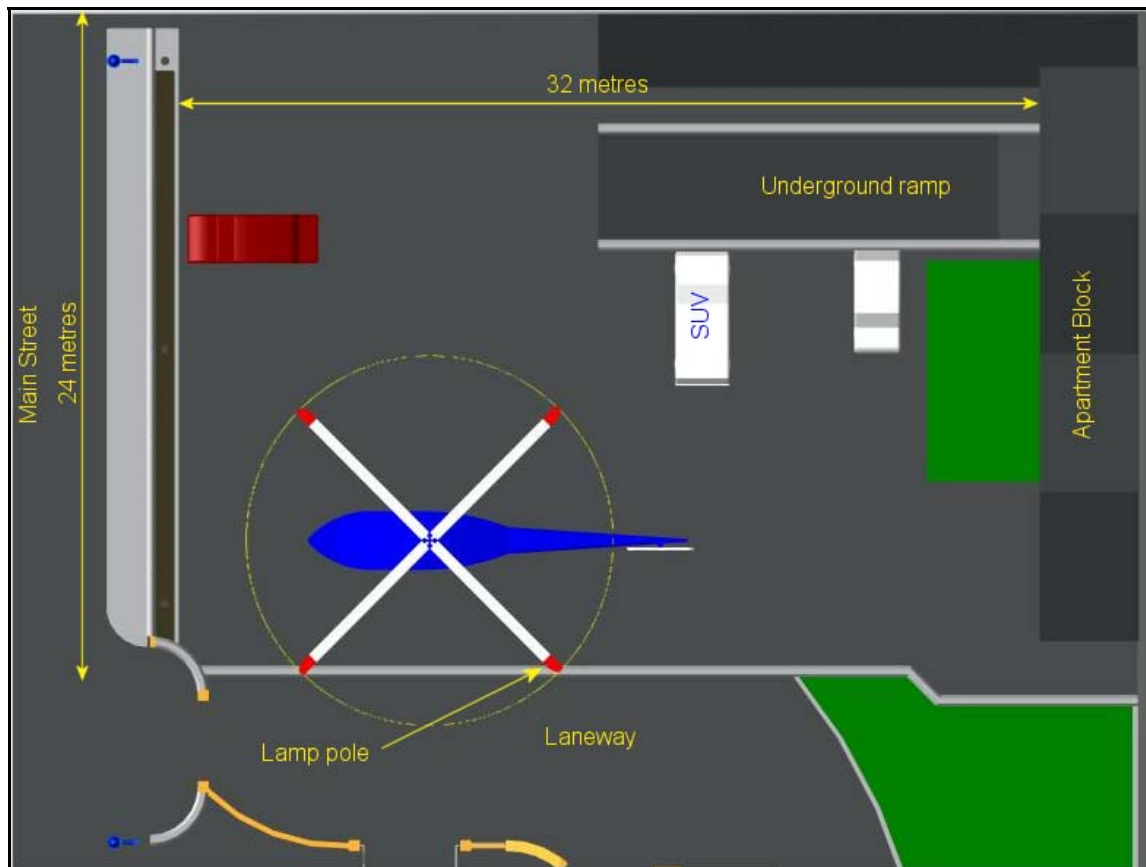 32 metres
Underground ramp
Main Street
24 metres
SUV
Apartment Block
Lamp pole
Laneway